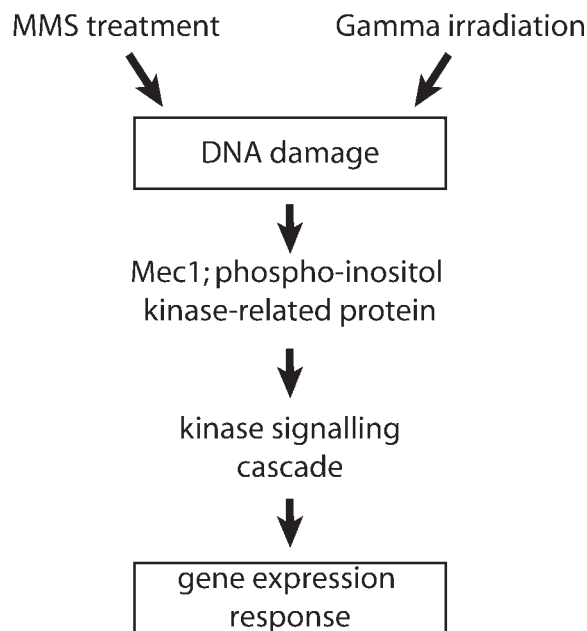 MMS treatment
Gamma irradiation
DNA damage
Mec1; phospho-inositol
kinase-related protein
kinase signalling
cascade
gene expression
response